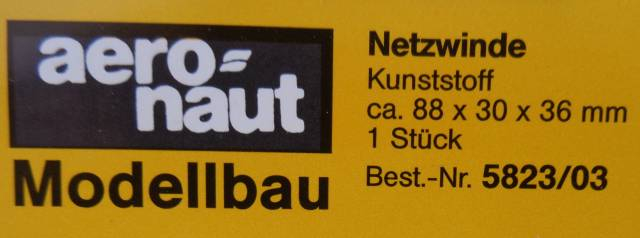 aero-
naut
Modellbau
Netzwinde
Kunststoff
ca. 88 x 30 x 36 mm
1 Stück
Best.-Nr. 5823/03